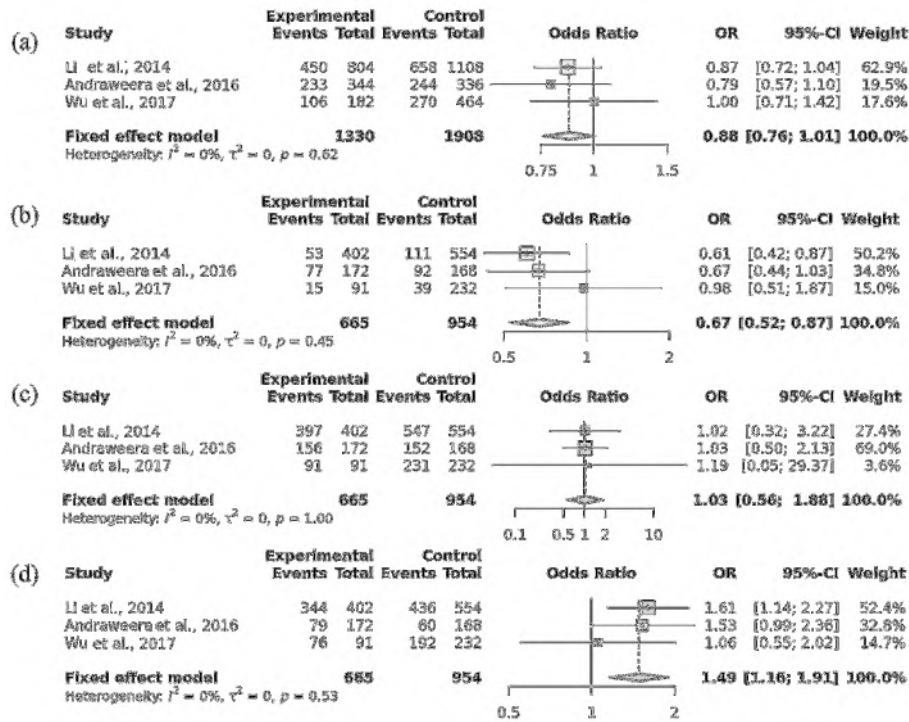 (a)
Experimental Control
Study Events Total Events Total Odds Ratio OR 95%-CI Weight
Li et al., 2014 450 804 658 1108 0.87 [0.72; 1.04] 62.9%
Andraweera et al., 2016 233 344 244 336 0.79 [0.57; 1.10] 19.5%
Wu et al., 2017 106 182 270 464 1.00 [0.71; 1.42] 17.6%
Fixed effect model 1330 1908 0.88 [0.76; 1.01] 100.0%
Heterogeneity: I² = 0%, τ² = 0, p = 0.62
0.75 1 1.5
(b)
Experimental Control
Study Events Total Events Total Odds Ratio OR 95%-CI Weight
Li et al., 2014 53 402 111 554 0.61 [0.42; 0.87] 50.2%
Andraweera et al., 2016 77 172 92 168 0.67 [0.44; 1.03] 34.8%
Wu et al., 2017 15 91 39 232 0.98 [0.51; 1.87] 15.0%
Fixed effect model 665 954 0.67 [0.52; 0.87] 100.0%
Heterogeneity: I² = 0%, τ² = 0, p = 0.45
0.5 1 2
(c)
Experimental Control
Study Events Total Events Total Odds Ratio OR 95%-CI Weight
Li et al., 2014 397 402 547 554 1.02 [0.32; 3.22] 27.4%
Andraweera et al., 2016 156 172 152 168 1.03 [0.50; 2.13] 69.0%
Wu et al., 2017 91 91 231 232 1.19 [0.05; 29.37] 3.6%
Fixed effect model 665 954 1.03 [0.56; 1.88] 100.0%
Heterogeneity: I² = 0%, τ² = 0, p = 1.00
0.1 0.5 1 2 10
(d)
Experimental Control
Study Events Total Events Total Odds Ratio OR 95%-CI Weight
Li et al., 2014 344 402 436 554 1.61 [1.14; 2.27] 52.4%
Andraweera et al., 2016 79 172 60 168 1.53 [0.99; 2.36] 32.8%
Wu et al., 2017 76 91 192 232 1.06 [0.55; 2.02] 14.7%
Fixed effect model 665 954 1.49 [1.16; 1.91] 100.0%
Heterogeneity: I² = 0%, τ² = 0, p = 0.53
0.5 1 2